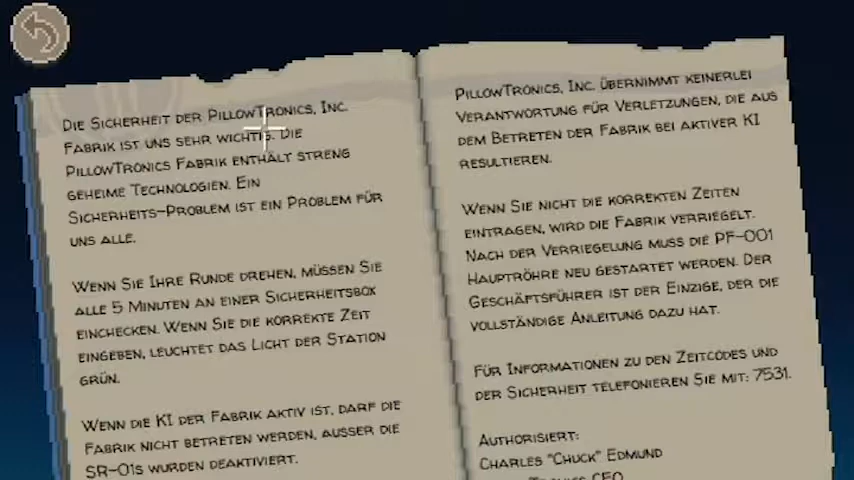 Die Sicherheit der PillowTronics, Inc.
Fabrik ist uns sehr wichtig. Die
PillowTronics Fabrik enthält streng
geheime Technologien. Ein
Sicherheits-Problem ist ein Problem für
uns alle.
Wenn Sie Ihre Runde drehen, müssen Sie
alle 5 Minuten an einer Sicherheitsbox
einchecken. Wenn Sie die korrekte Zeit
eingeben, leuchtet das Licht der Station
grün.
Wenn die KI der Fabrik aktiv ist, darf die
Fabrik nicht betreten werden, außer die
SR-01s wurden deaktiviert.
PillowTronics, Inc. übernimmt keinerlei
Verantwortung für Verletzungen, die aus
dem Betreten der Fabrik bei aktiver KI
resultieren.
Wenn Sie nicht die korrekten Zeiten
eintragen, wird die Fabrik verriegelt.
Nach der Verriegelung muss die PF-001
Hauptröhre neu gestartet werden. Der
Geschäftsführer ist der Einzige, der die
vollständige Anleitung dazu hat.
Für Informationen zu den Zeitcodes und
der Sicherheit telefonieren Sie mit: 7531.
Authorisiert:
Charles "Chuck" Edmund
CEO